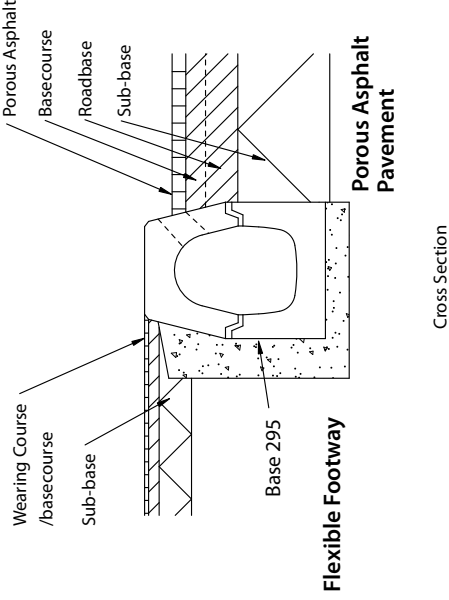 Porous Asphalt
Basecourse
Roadbase
Sub-base
Wearing Course
/basecourse
Sub-base
Base 295
Flexible Footway
Porous Asphalt
Pavement
Cross Section